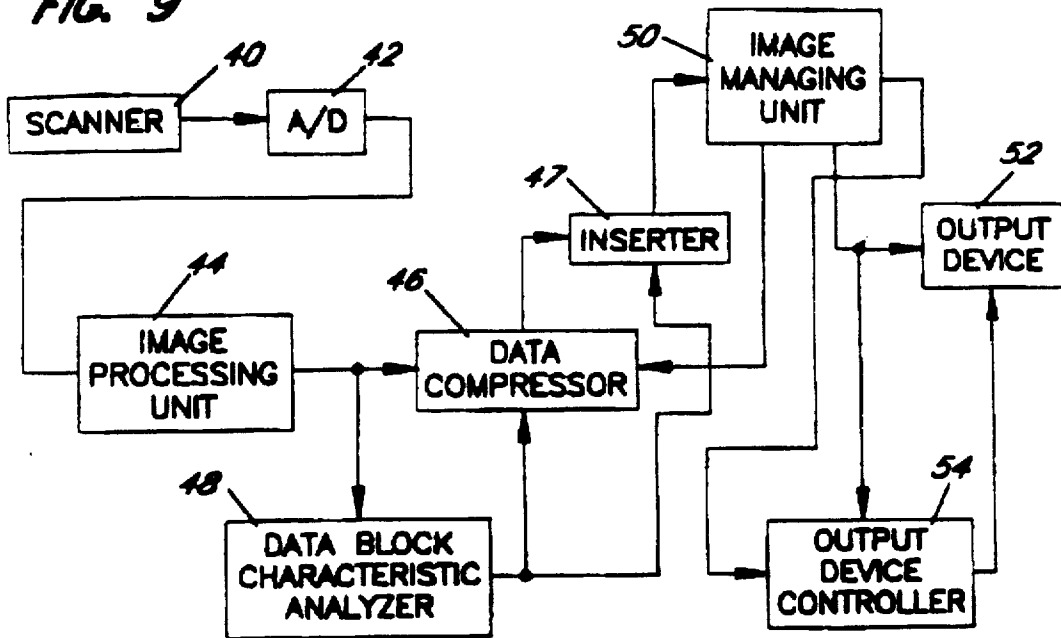 FIG. 9
40
42
SCANNER
A/D
50
IMAGE
MANAGING
UNIT
47
INSERTER
52
OUTPUT
DEVICE
44
IMAGE
PROCESSING
UNIT
46
DATA
COMPRESSOR
48
DATA BLOCK
CHARACTERISTIC
ANALYZER
54
OUTPUT
DEVICE
CONTROLLER